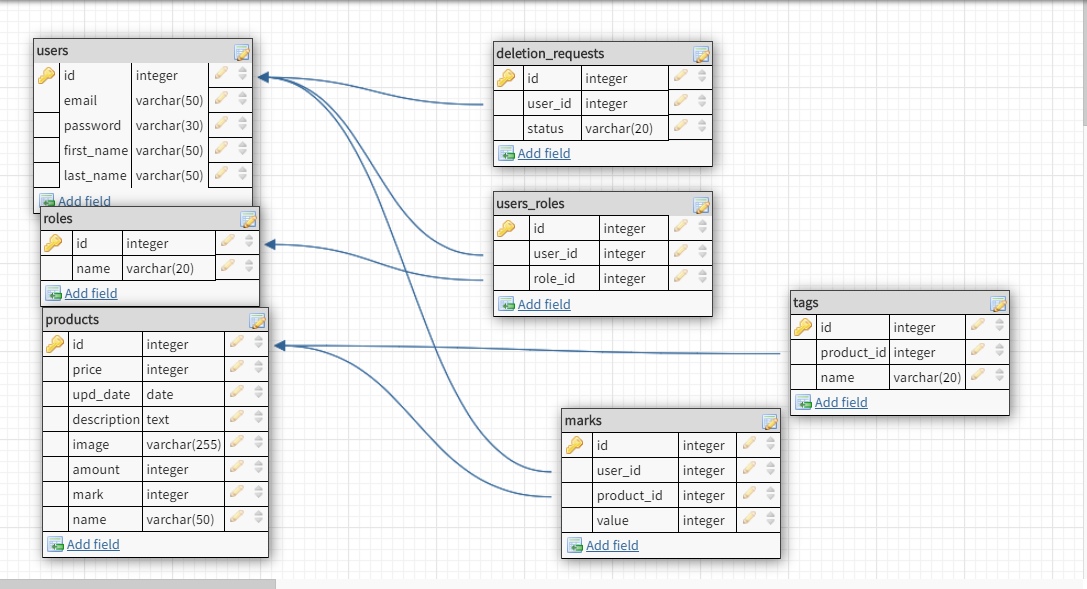 users
id integer
email varchar(50)
password varchar(30)
first_name varchar(50)
last_name varchar(50)
Add field
roles
id integer
name varchar(20)
Add field
products
id integer
price integer
upd_date date
description text
image varchar(255)
amount integer
mark integer
name varchar(50)
Add field
deletion_requests
id integer
user_id integer
status varchar(20)
Add field
users_roles
id integer
user_id integer
role_id integer
Add field
marks
id integer
user_id integer
product_id integer
value integer
Add field
tags
id integer
product_id integer
name varchar(20)
Add field